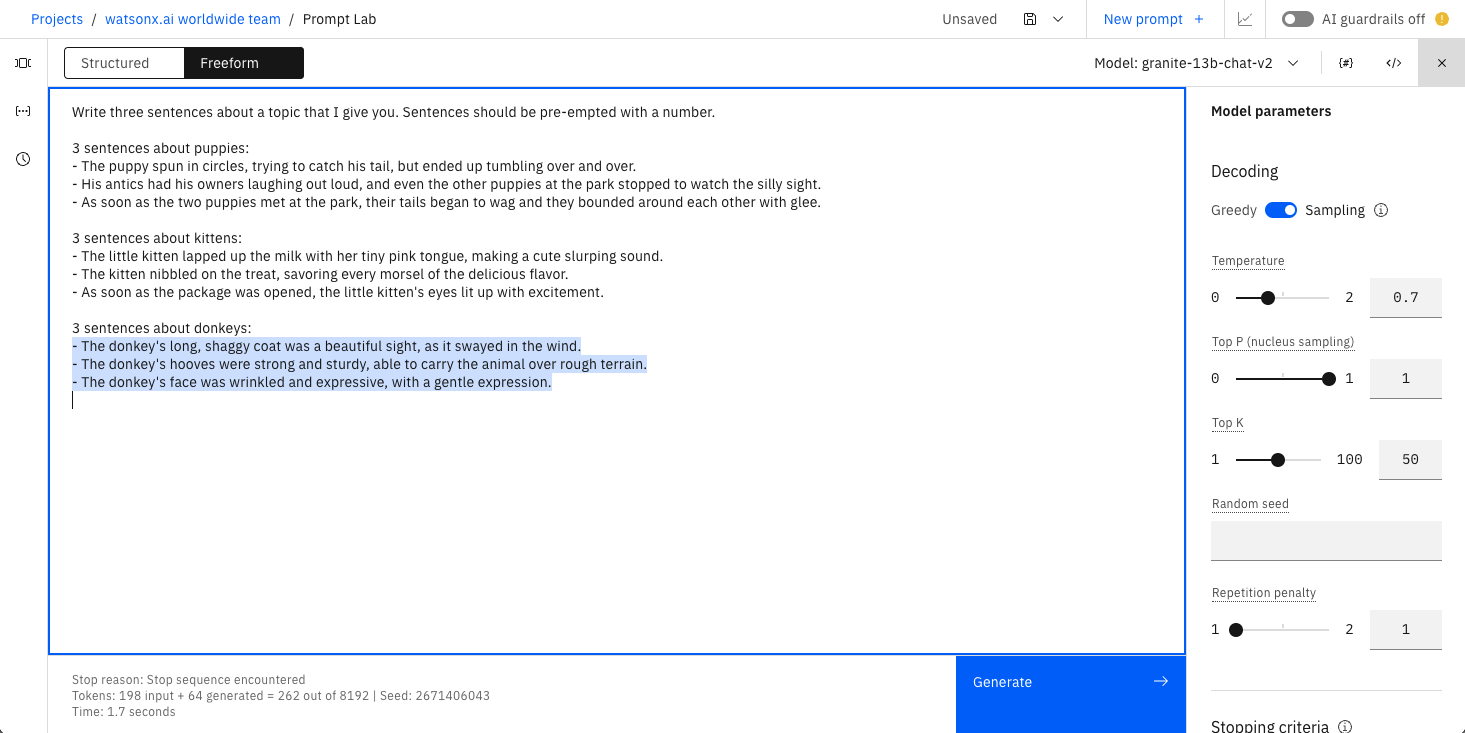 Projects / watsonx.ai worldwide team / Prompt Lab
Unsaved
New prompt +
AI guardrails off
Structured
Freeform
Model: granite-13b-chat-v2
{#}
</>
Write three sentences about a topic that I give you. Sentences should be pre-empted with a number.
3 sentences about puppies:
- The puppy spun in circles, trying to catch his tail, but ended up tumbling over and over.
- His antics had his owners laughing out loud, and even the other puppies at the park stopped to watch the silly sight.
- As soon as the two puppies met at the park, their tails began to wag and they bounded around each other with glee.
3 sentences about kittens:
- The little kitten lapped up the milk with her tiny pink tongue, making a cute slurping sound.
- The kitten nibbled on the treat, savoring every morsel of the delicious flavor.
- As soon as the package was opened, the little kitten's eyes lit up with excitement.
3 sentences about donkeys:
- The donkey's long, shaggy coat was a beautiful sight, as it swayed in the wind.
- The donkey's hooves were strong and sturdy, able to carry the animal over rough terrain.
- The donkey's face was wrinkled and expressive, with a gentle expression.
Stop reason: Stop sequence encountered
Tokens: 198 input + 64 generated = 262 out of 8192 | Seed: 2671406043
Time: 1.7 seconds
Generate
Model parameters
Decoding
Greedy
Sampling
Temperature
0
2
0.7
Top P (nucleus sampling)
0
1
1
Top K
1
100
50
Random seed
Repetition penalty
1
2
1
Stopping criteria